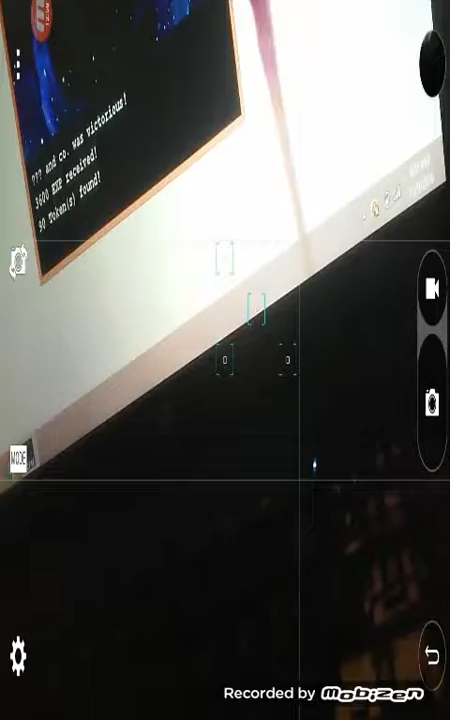 ??? and co. was victorious!
3600 EXP received!
90 Token(s) found!
MODE
Recorded by Mobizen